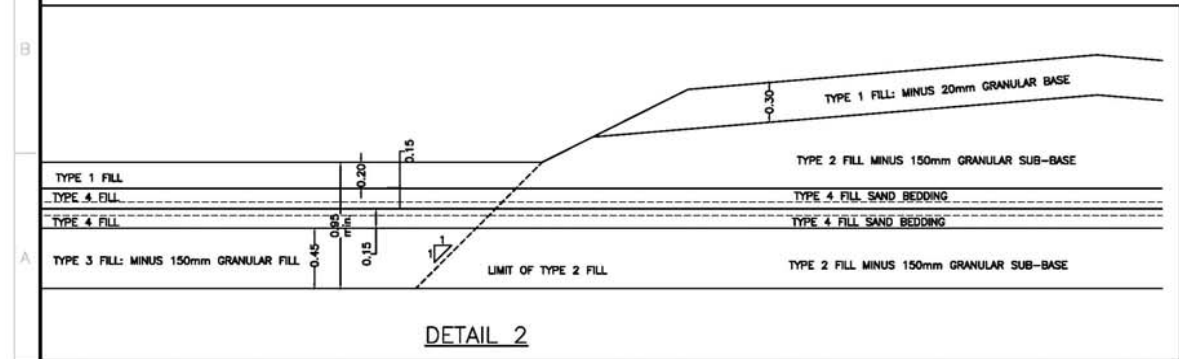 B
TYPE 1 FILL: MINUS 20mm GRANULAR BASE
0.30
0.15
TYPE 2 FILL MINUS 150mm GRANULAR SUB-BASE
0.20
TYPE 1 FILL
TYPE 4 FILL
TYPE 4 FILL SAND BEDDING
TYPE 4 FILL
TYPE 4 FILL SAND BEDDING
0.95
min.
0.15
0.45
1
1
A
TYPE 3 FILL: MINUS 150mm GRANULAR FILL
LIMIT OF TYPE 2 FILL
TYPE 2 FILL MINUS 150mm GRANULAR SUB-BASE
DETAIL 2